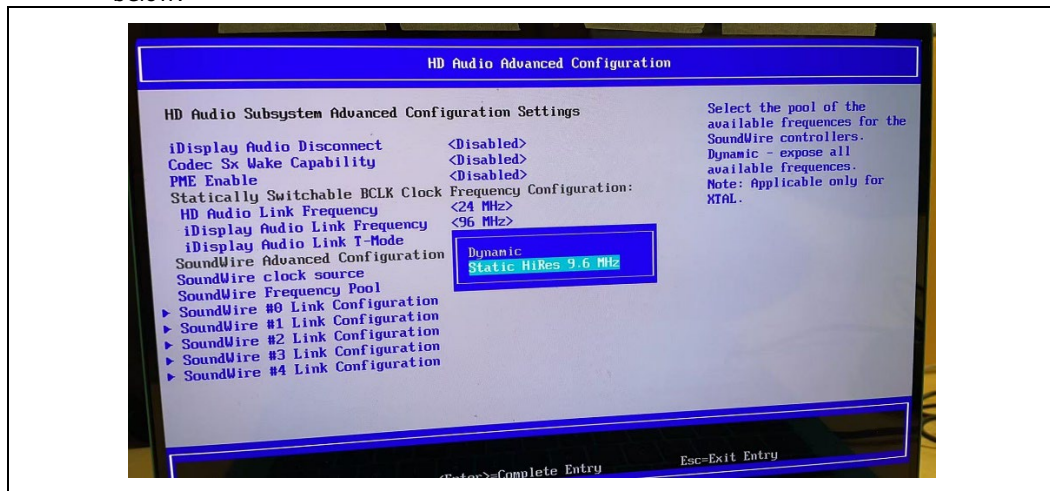 HD Audio Advanced Configuration
HD Audio Subsystem Advanced Configuration Settings
iDisplay Audio Disconnect <Disabled>
Codec Sx Wake Capability <Disabled>
PME Enable <Disabled>
Statically Switchable BCLK Clock Frequency Configuration:
HD Audio Link Frequency <24 MHz>
iDisplay Audio Link Frequency <96 MHz>
iDisplay Audio Link T-Mode
SoundWire Advanced Configuration
SoundWire clock source
SoundWire Frequency Pool
▶ SoundWire #0 Link Configuration
▶ SoundWire #1 Link Configuration
▶ SoundWire #2 Link Configuration
▶ SoundWire #3 Link Configuration
▶ SoundWire #4 Link Configuration
Dynamic
Static HiRes 9.6 MHz
Select the pool of the
available frequences for the
SoundWire controllers.
Dynamic - expose all
available frequences.
Note: Applicable only for
XTAL.
<Enter>=Complete Entry Esc=Exit Entry